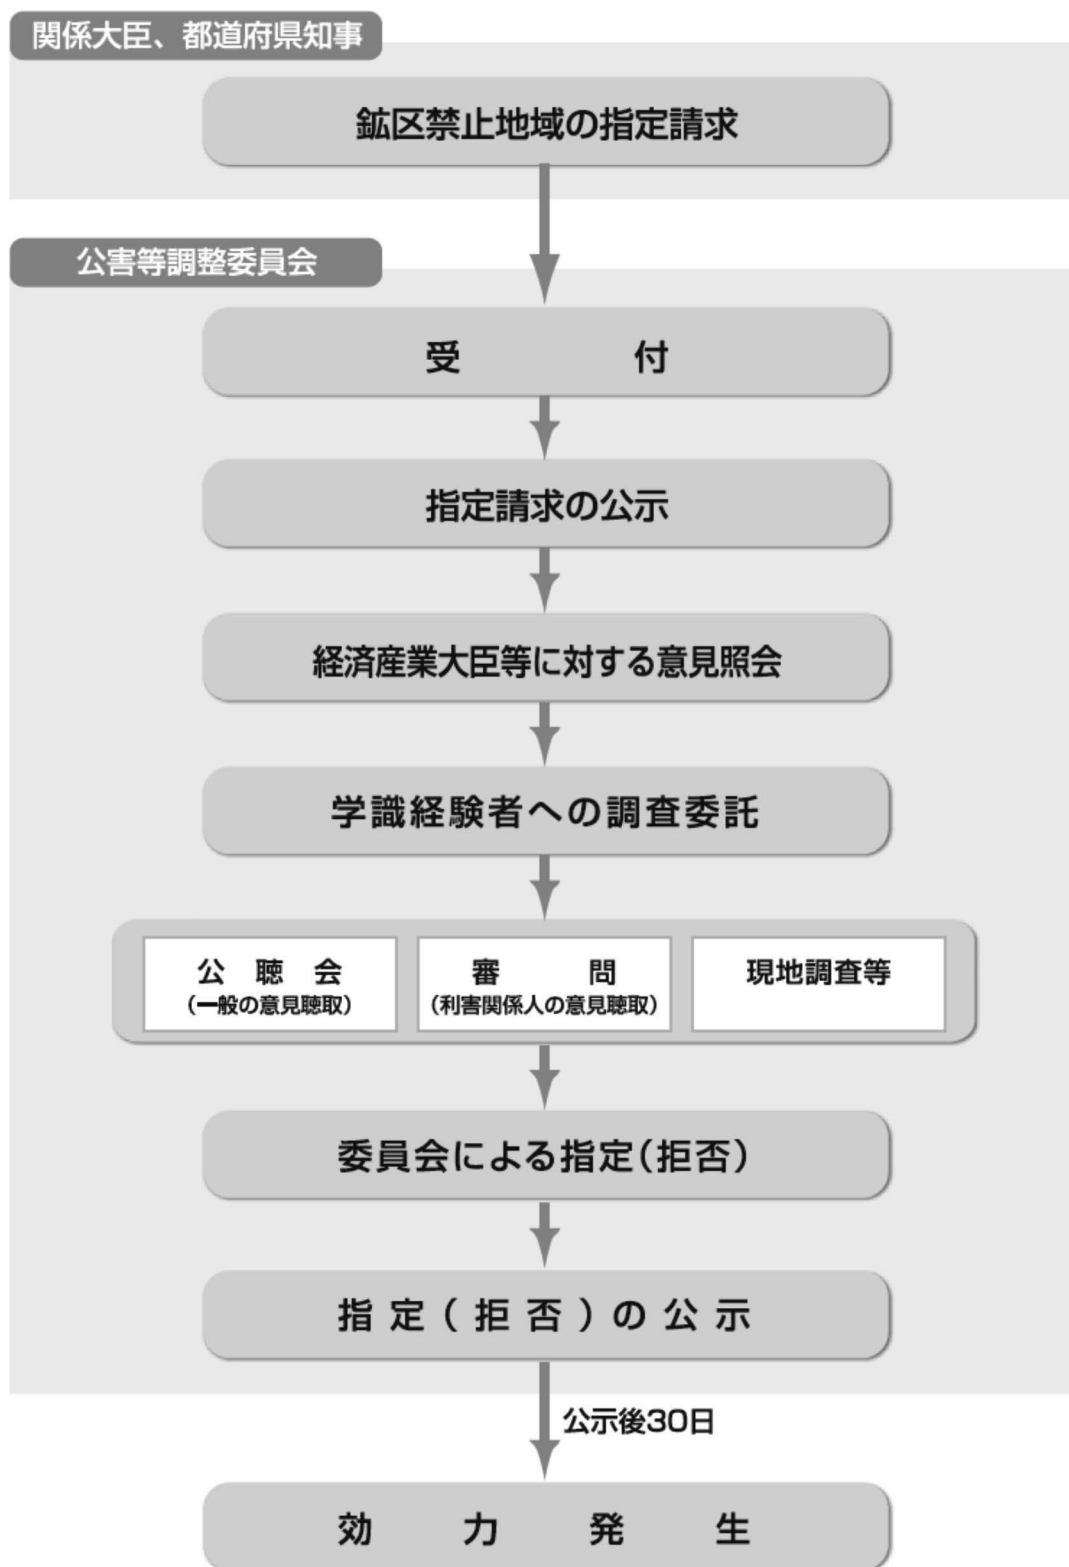 関係大臣、都道府県知事
鉱区禁止地域の指定請求
公害等調整委員会
受付
指定請求の公示
経済産業大臣等に対する意見照会
学識経験者への調査委託
公聴会
(一般の意見聴取)
審問
(利害関係人の意見聴取)
現地調査等
委員会による指定(拒否)
指定(拒否)の公示
公示後30日
効力発生